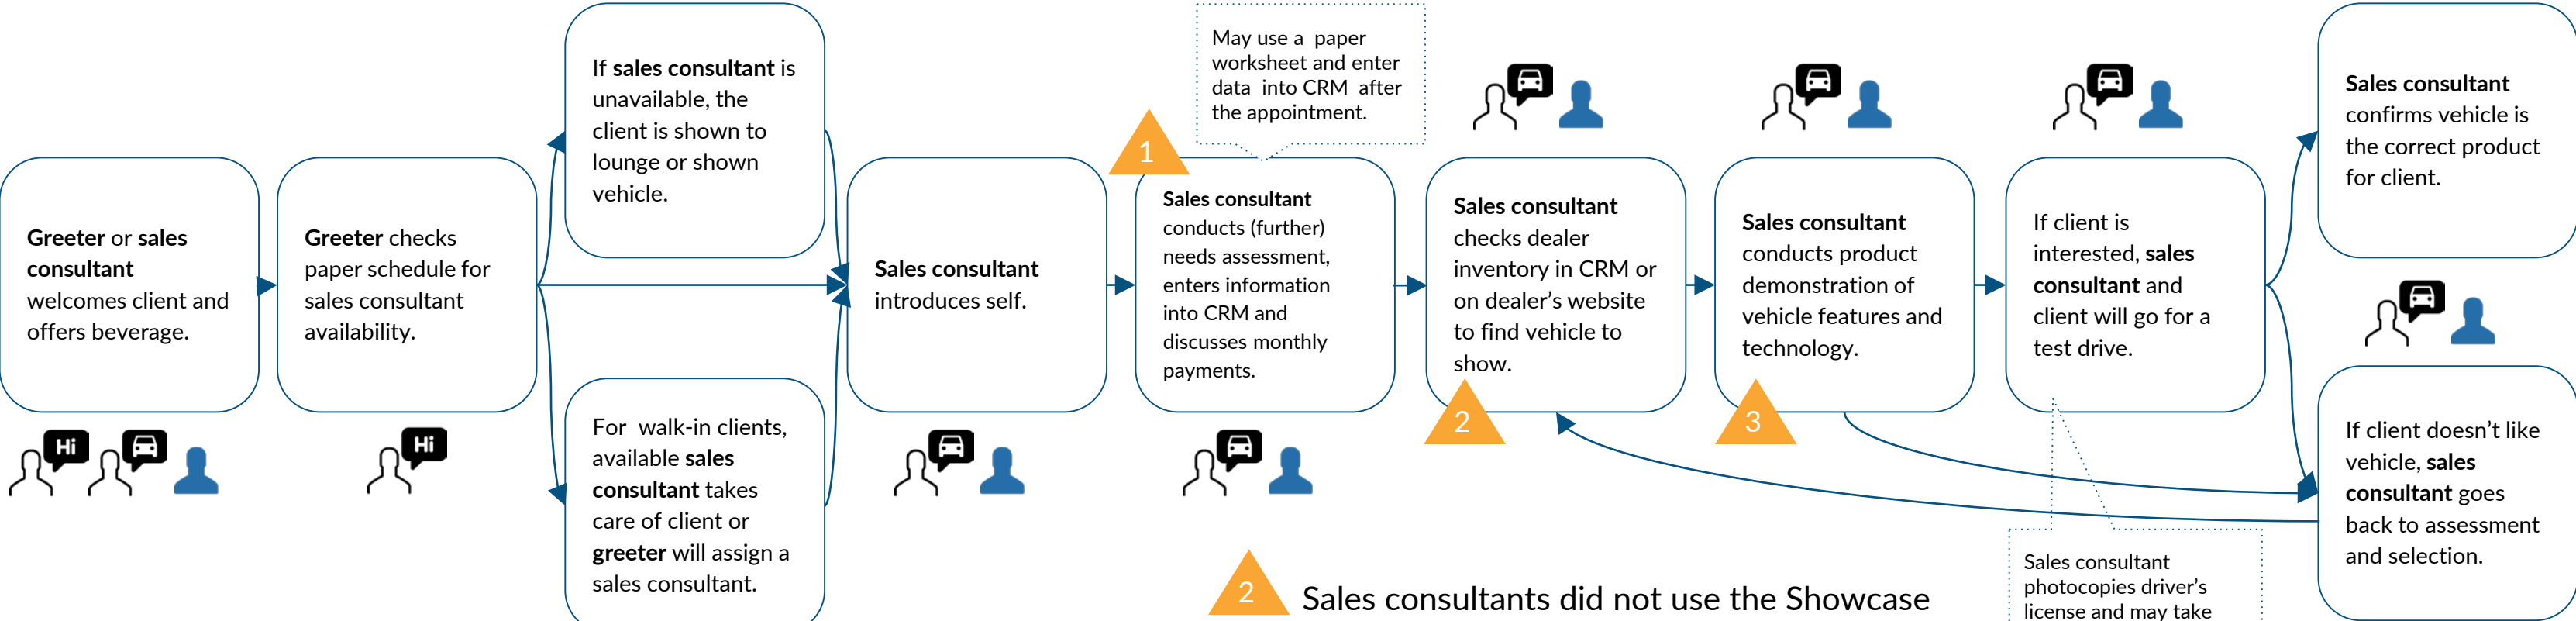 Greeter or sales
consultant
welcomes client and
offers beverage.
Hi
Greeter checks
paper schedule for
sales consultant
availability.
Hi
If sales consultant is
unavailable, the
client is shown to
lounge or shown
vehicle.
For walk-in clients,
available sales
consultant takes
care of client or
greeter will assign a
sales consultant.
Sales consultant
introduces self.
1
May use a paper
worksheet and enter
data into CRM after
the appointment.
Sales consultant
conducts (further)
needs assessment,
enters information
into CRM and
discusses monthly
payments.
Sales consultant
checks dealer
inventory in CRM or
on dealer’s website
to find vehicle to
show.
2
Sales consultant
conducts product
demonstration of
vehicle features and
technology.
3
If client is
interested, sales
consultant and
client will go for a
test drive.
Sales consultant
photocopies driver’s
license and may take
Sales consultant
confirms vehicle is
the correct product
for client.
If client doesn’t like
vehicle, sales
consultant goes
back to assessment
and selection.
2
Sales consultants did not use the Showcase